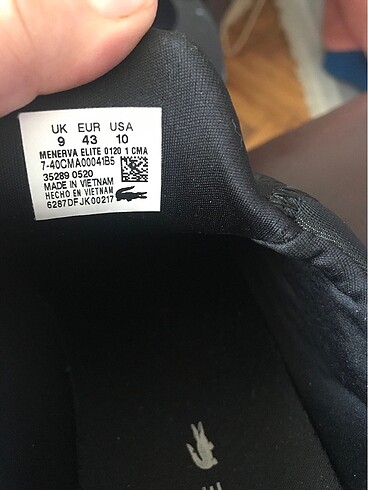 UK EUR USA
9 43 10
MENERVA ELITE 0120 1 CMA
7-40CMA00041B5
35289 0520
MADE IN VIETNAM
HECHO EN VIETNAM
6287DFJK00217